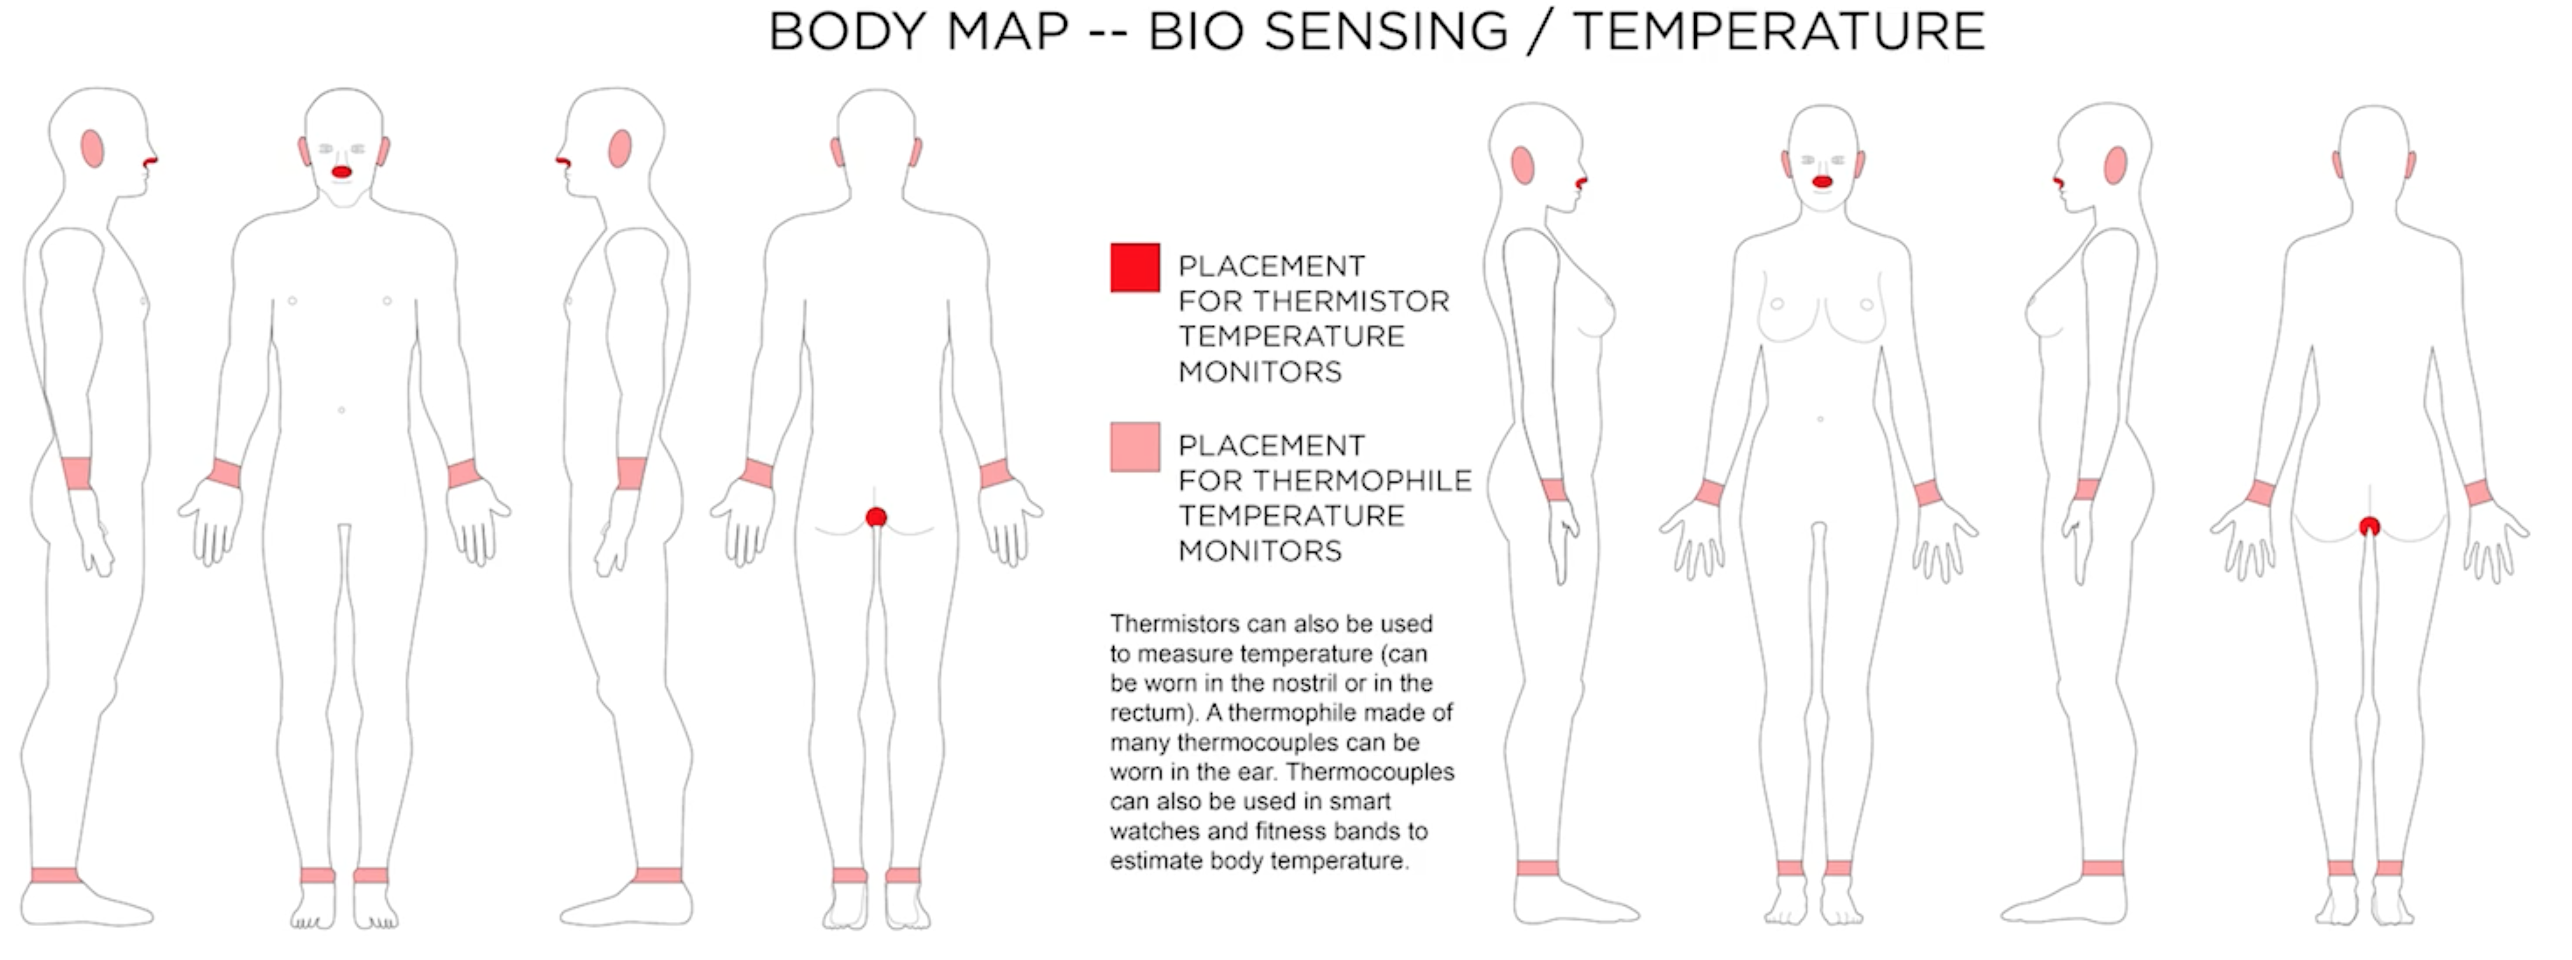 BODY MAP -- BIO SENSING / TEMPERATURE
PLACEMENT
FOR THERMISTOR
TEMPERATURE
MONITORS
PLACEMENT
FOR THERMOPHILE
TEMPERATURE
MONITORS
Thermistors can also be used
to measure temperature (can
be worn in the nostril or in the
rectum). A thermophile made of
many thermocouples can be
worn in the ear. Thermocouples
can also be used in smart
watches and fitness bands to
estimate body temperature.